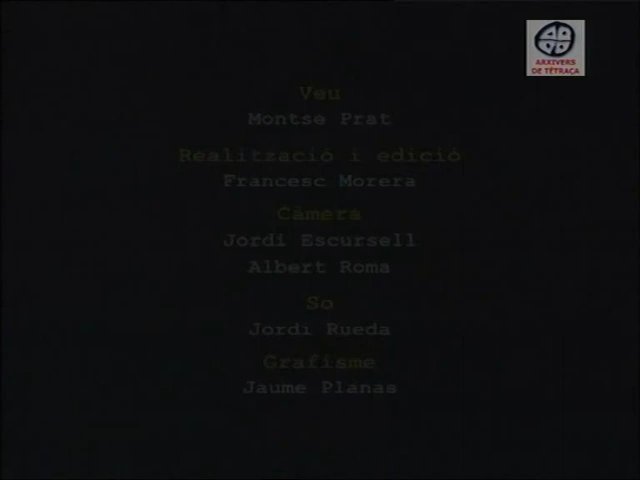 ARXIVERS
DE TÊTRAÇA
Veu
Montse Prat
Realització i edició
Francesc Morera
Càmera
Jordi Escursell
Albert Roma
So
Jordi Rueda
Grafisme
Jaume Planas